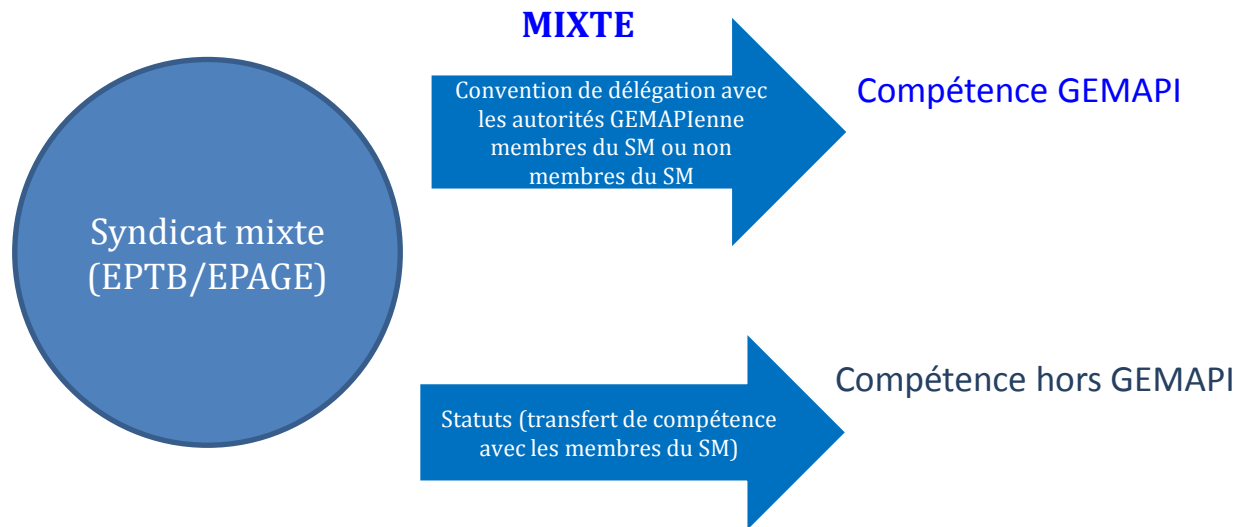 MIXTE
Convention de délégation avec
les autorités GEMAPIenne
membres du SM ou non
membres du SM
Compétence GEMAPI
Syndicat mixte
(EPTB/EPAGE)
Statuts (transfert de compétence
avec les membres du SM)
Compétence hors GEMAPI